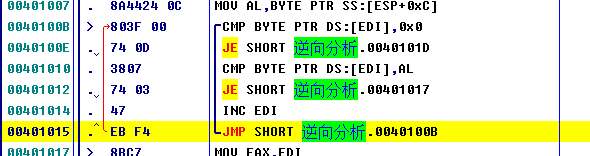 00401007 . 8A4424 0C MOV AL,BYTE PTR SS:[ESP+0xC]
0040100B > 803F 00 CMP BYTE PTR DS:[EDI],0x0
0040100E . 74 0D JE SHORT 逆向分析.0040101D
00401010 . 3807 CMP BYTE PTR DS:[EDI],AL
00401012 . 74 03 JE SHORT 逆向分析.00401017
00401014 . 47 INC EDI
00401015 .^ EB F4 JMP SHORT 逆向分析.0040100B
00401017 > 8BC7 MOV EAX,EDI